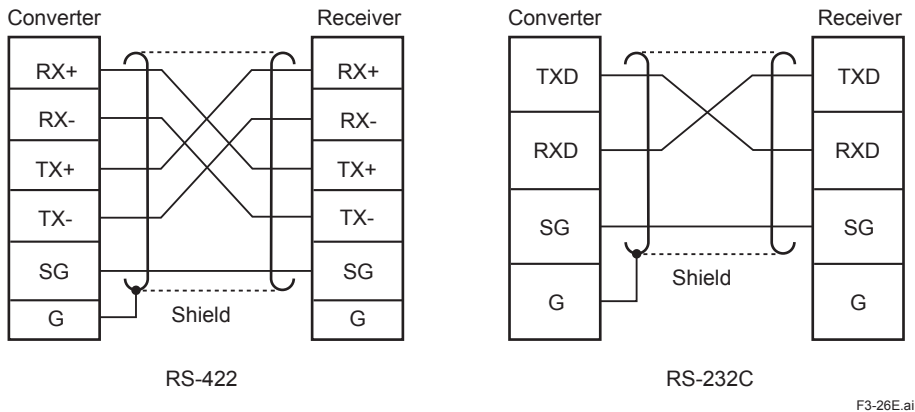 Converter Receiver Converter Receiver
RX+ RX+ TXD TXD
RX- RX-
TX+ TX+ RXD RXD
TX- TX- SG SG
SG SG
Shield
G Shield G G G
RS-422 RS-232C
F3-26E.ai